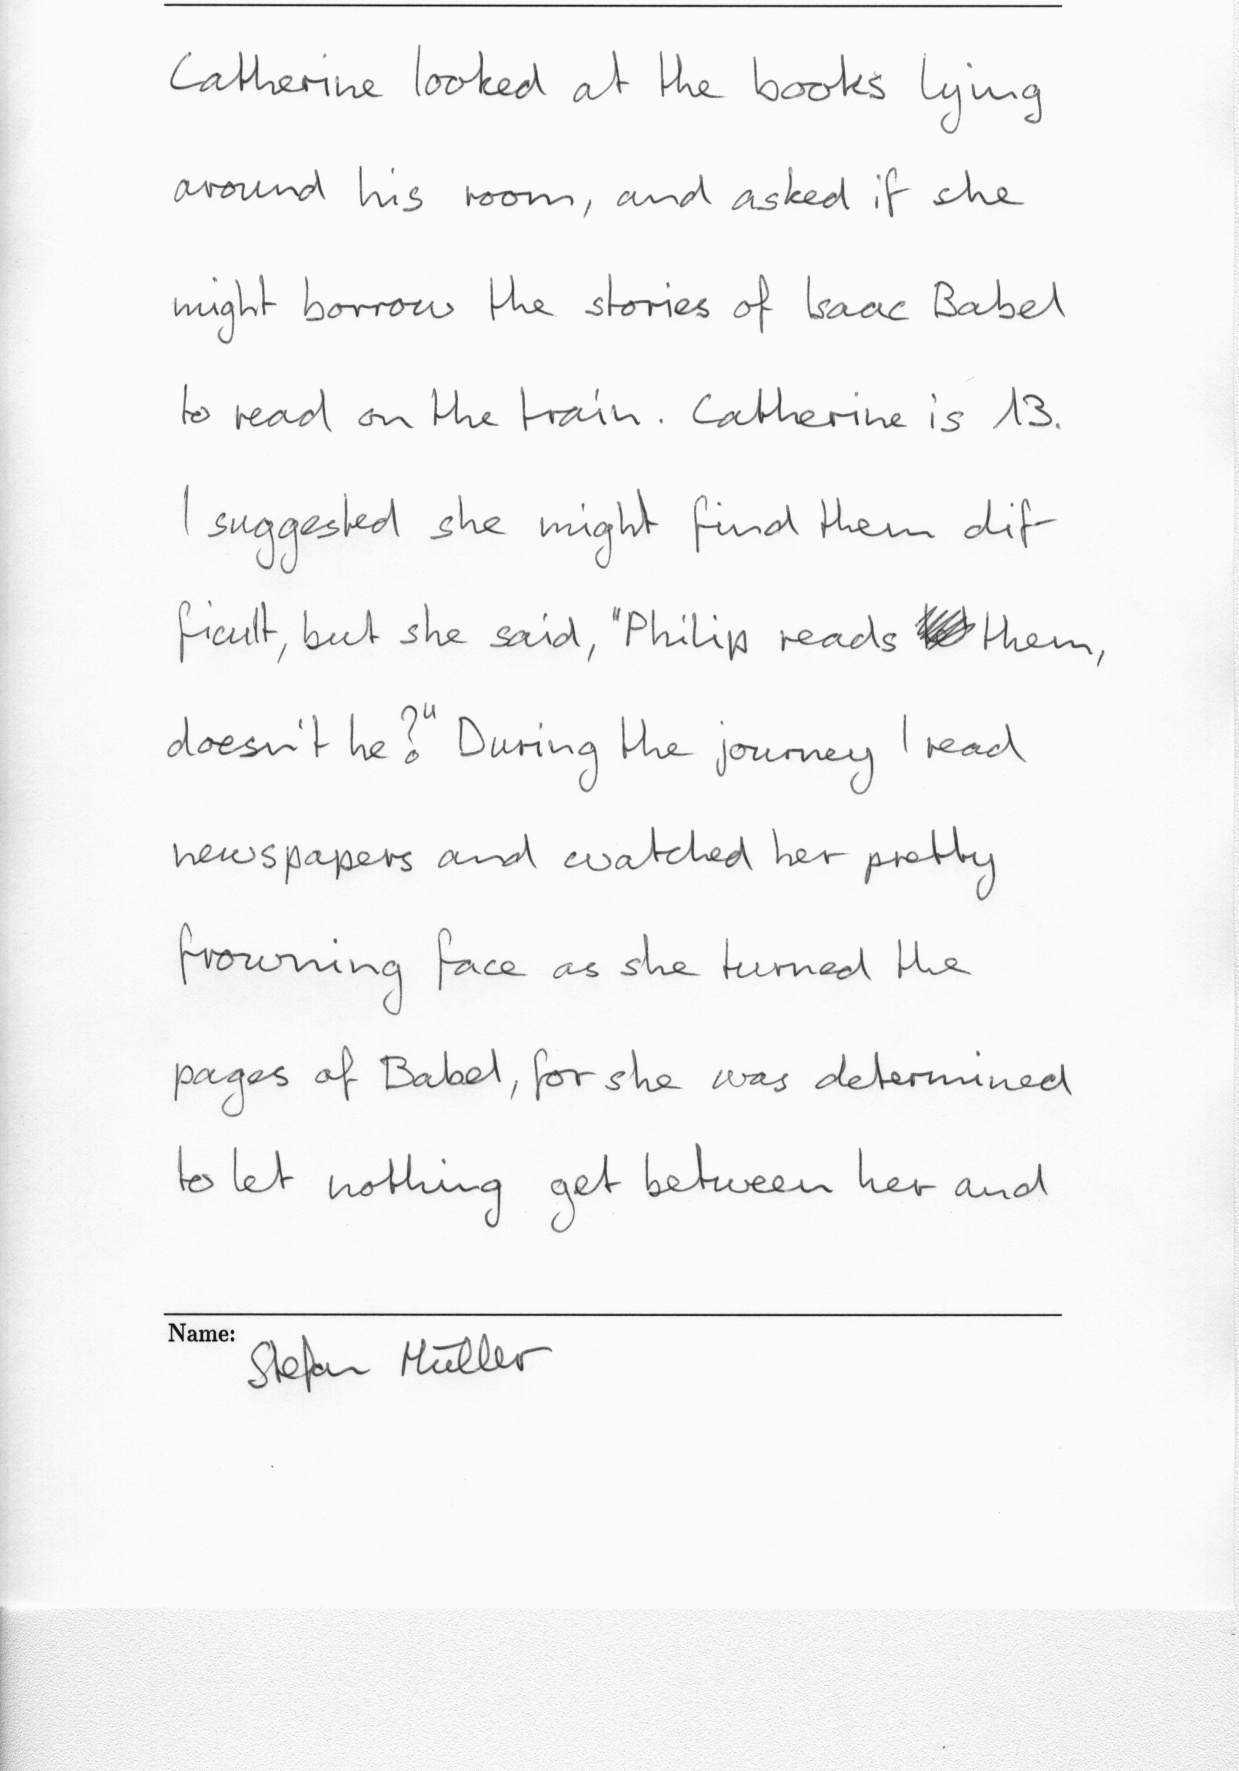 Catherine looked at the books lying
around his room, and asked if she
might borrow the stories of Isaac Babel
to read on the train. Catherine is 13.
I suggested she might find them dif
ficult, but she said, "Philip reads them,
doesn't he?" During the journey I read
newspapers and watched her pretty
frowning face as she turned the
pages of Babel, for she was determined
to let nothing get between her and
Name: Stefan Müller